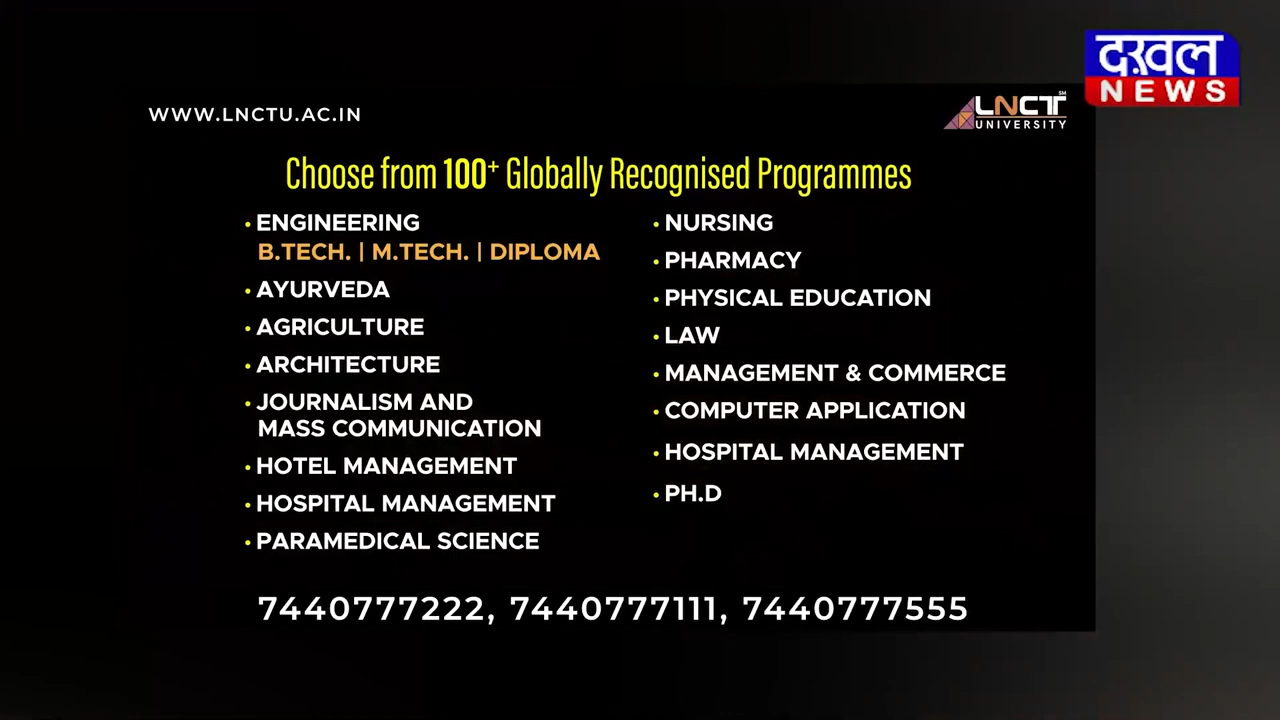 दख़ल
NEWS
WWW.LNCTU.AC.IN
LNCT SM
UNIVERSITY
Choose from 100+ Globally Recognised Programmes
• ENGINEERING
B.TECH. | M.TECH. | DIPLOMA
• AYURVEDA
• AGRICULTURE
• ARCHITECTURE
• JOURNALISM AND
MASS COMMUNICATION
• HOTEL MANAGEMENT
• HOSPITAL MANAGEMENT
• PARAMEDICAL SCIENCE
• NURSING
• PHARMACY
• PHYSICAL EDUCATION
• LAW
• MANAGEMENT & COMMERCE
• COMPUTER APPLICATION
• HOSPITAL MANAGEMENT
• PH.D
7440777222, 7440777111, 7440777555